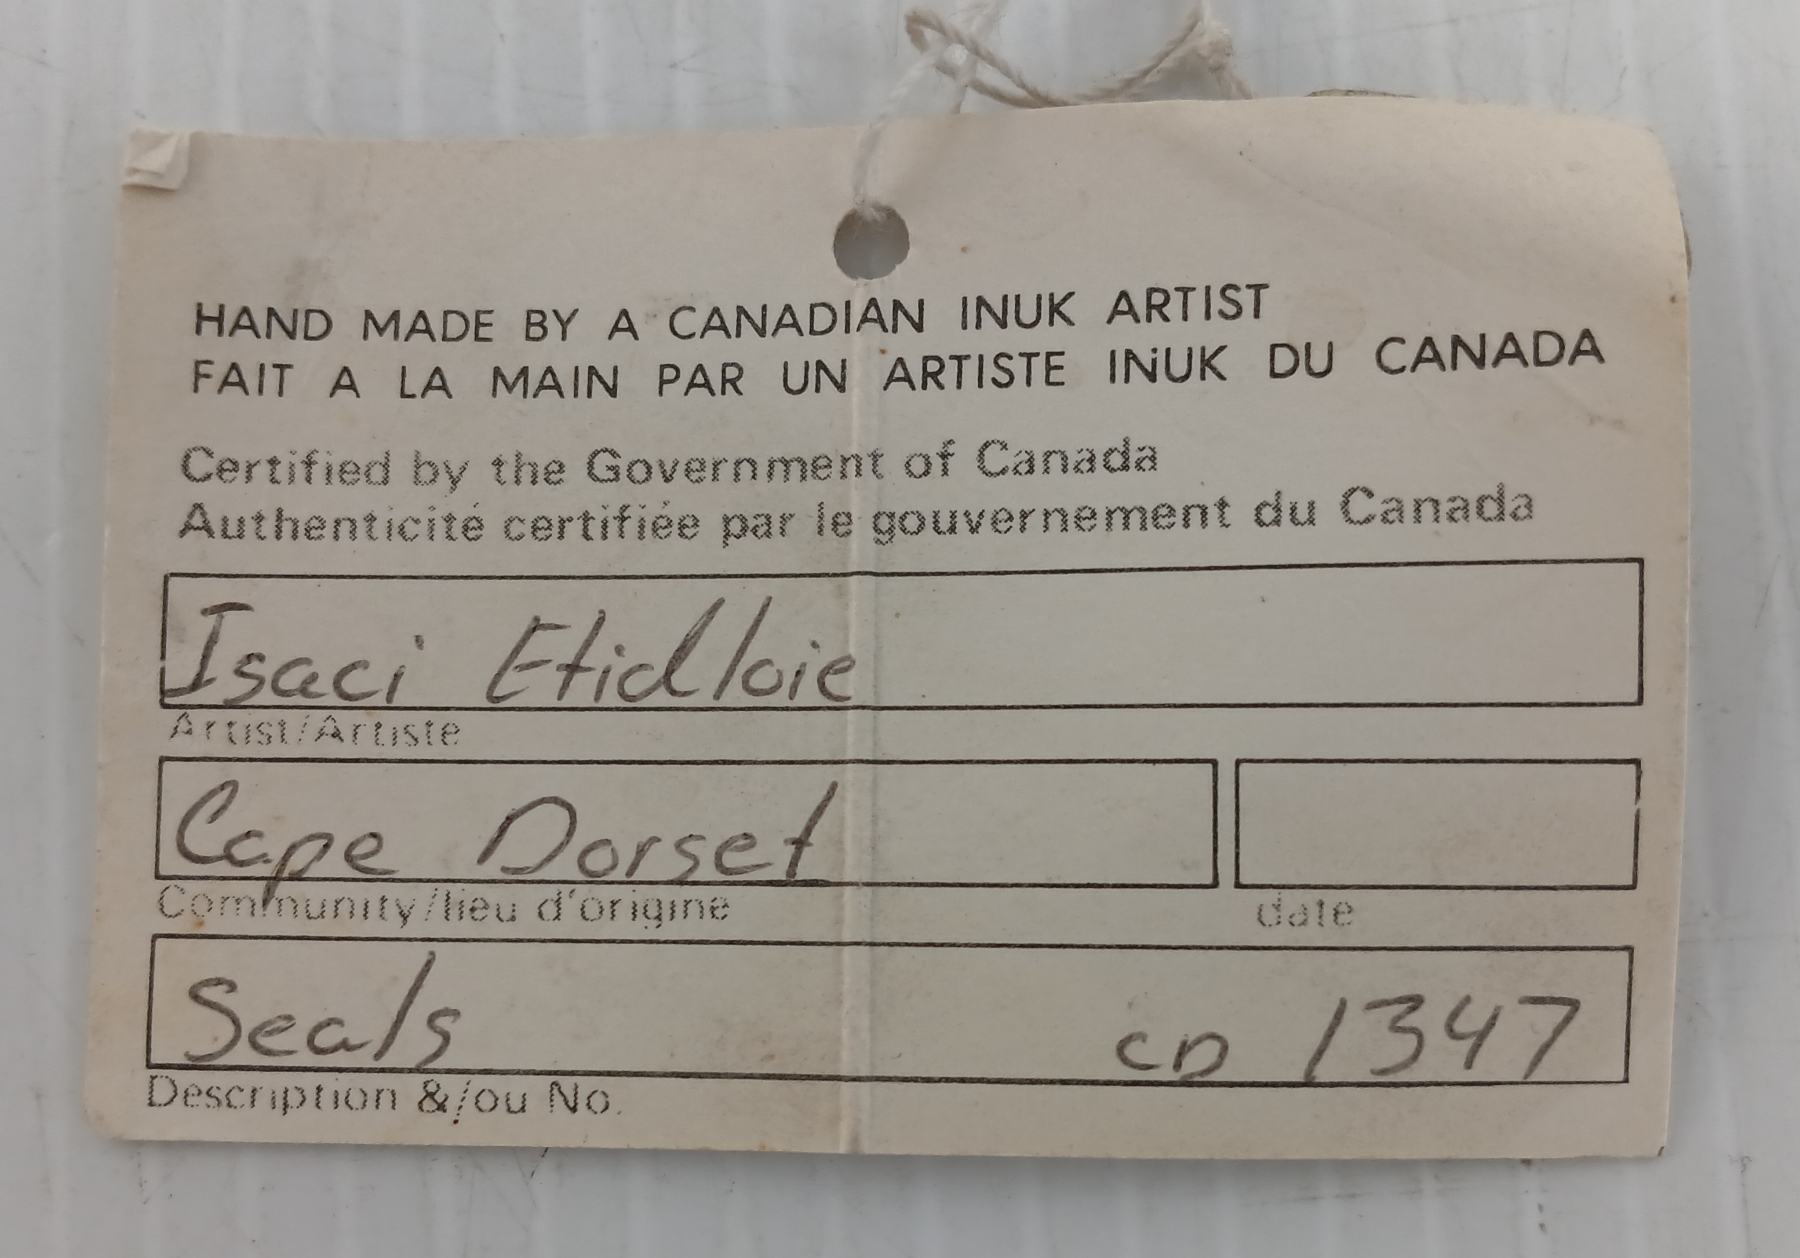 HAND MADE BY A CANADIAN INUK ARTIST
FAIT A LA MAIN PAR UN ARTISTE INUK DU CANADA
Certified by the Government of Canada
Authenticité certifiée par le gouvernement du Canada
Isaci Etidloie
Artist/Artiste
Cape Dorset
Community/lieu d'origine date
Seals CD 1347
Description &/ou No.